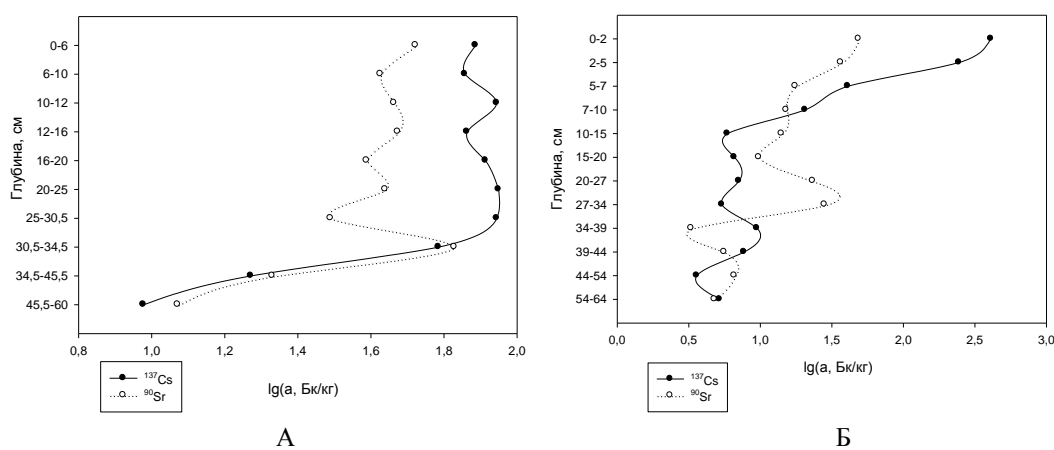 Глубина, см
0-6
6-10
10-12
12-16
16-20
20-25
25-30,5
30,5-34,5
34,5-45,5
45,5-60
0,8 1,0 1,2 1,4 1,6 1,8 2,0
lg(a, Бк/кг)
137Cs
90Sr
А
Глубина, см
0-2
2-5
5-7
7-10
10-15
15-20
20-27
27-34
34-39
39-44
44-54
54-64
0,0 0,5 1,0 1,5 2,0 2,5 3,0
lg(a, Бк/кг)
137Cs
90Sr
Б